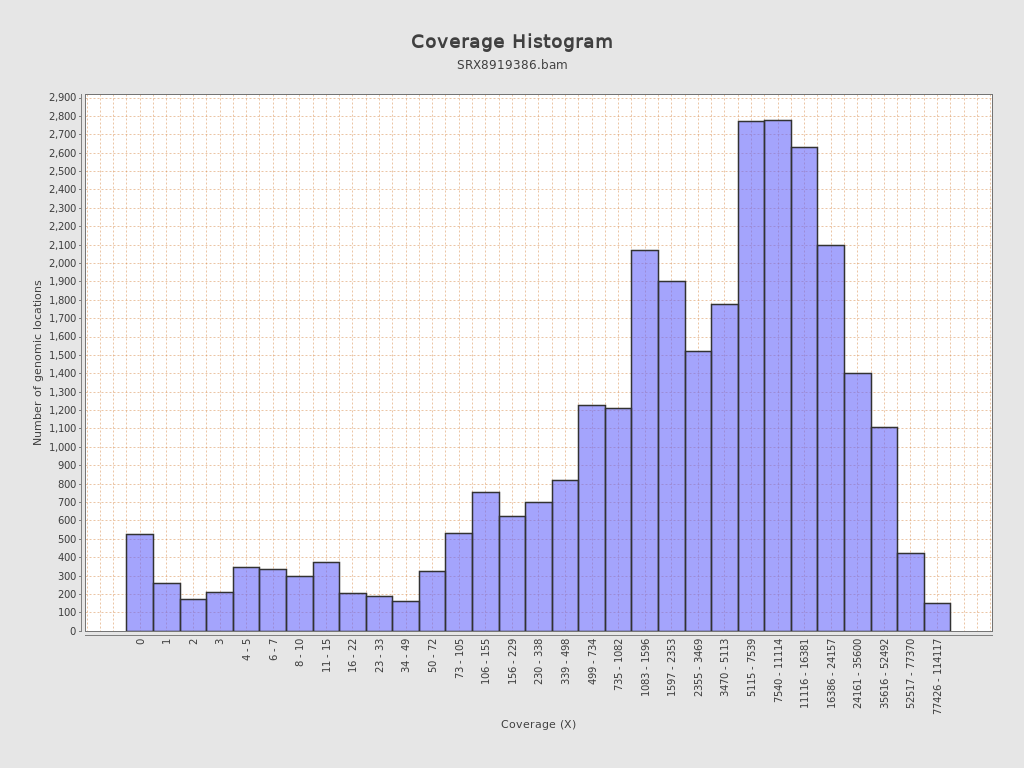 Coverage Histogram
SRX8919386.bam
Number of genomic locations
2,900
2,800
2,700
2,600
2,500
2,400
2,300
2,200
2,100
2,000
1,900
1,800
1,700
1,600
1,500
1,400
1,300
1,200
1,100
1,000
900
800
700
600
500
400
300
200
100
0
0
1
2
3
4 - 5
6 - 7
8 - 10
11 - 15
16 - 22
23 - 33
34 - 49
50 - 72
73 - 105
106 - 155
156 - 229
230 - 338
339 - 498
499 - 734
735 - 1082
1083 - 1596
1597 - 2353
2355 - 3469
3470 - 5113
5115 - 7539
7540 - 11114
11116 - 16381
16386 - 24157
24161 - 35600
35616 - 52492
52517 - 77370
77426 - 114117
Coverage (X)